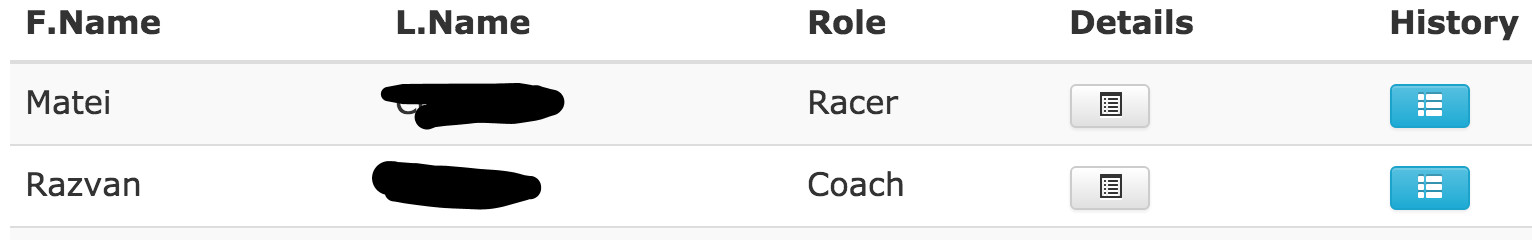 F.Name L.Name Role Details History
Matei Racer
Razvan Coach